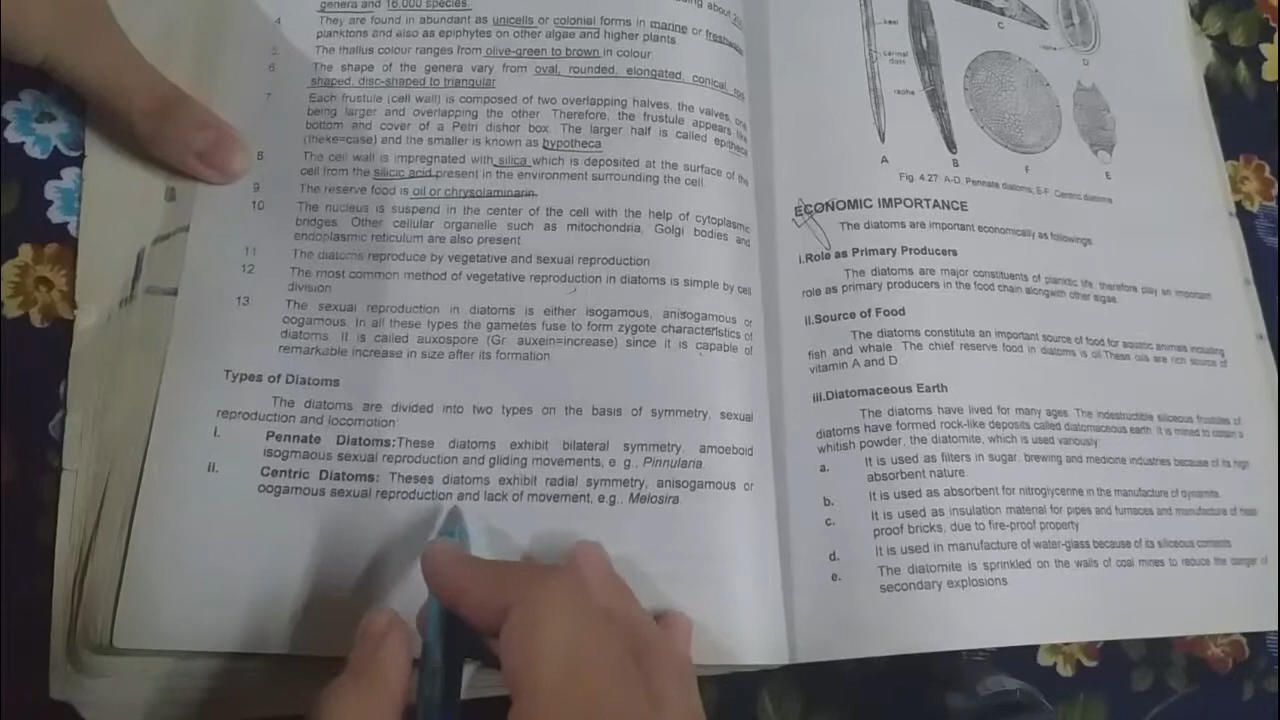 genera and 16,000 species.
4 They are found in abundant as unicells or colonial forms in marine or freshwater
planktons and also as epiphytes on other algae and higher plants.
5. The thallus colour ranges from olive-green to brown in colour.
6 The shape of the genera vary from oval, rounded, elongated, conical, rod-
shaped, disc-shaped to triangular
7 Each frustule (cell wall) is composed of two overlapping halves, the valves, one
being larger and overlapping the other. Therefore, the frustule appears like
bottom and cover of a Petri dishor box. The larger half is called epitheca
(theke=case) and the smaller is known as hypotheca
8 The cell wall is impregnated with silica which is deposited at the surface of the
cell from the silicic acid present in the environment surrounding the cell.
9 The reserve food is oil or chrysolaminarin.
10 The nucleus is suspend in the center of the cell with the help of cytoplasmic
bridges. Other cellular organelle such as mitochondria, Golgi bodies and
endoplasmic reticulum are also present
11 The diatoms reproduce by vegetative and sexual reproduction
12 The most common method of vegetative reproduction in diatoms is simple by cell
division
13 The sexual reproduction in diatoms is either isogamous, anisogamous or
oogamous. In all these types the gametes fuse to form zygote characteristics of
diatoms. It is called auxospore (Gr. auxein=increase) since it is capable of
remarkable increase in size after its formation
Types of Diatoms
The diatoms are divided into two types on the basis of symmetry, sexual
reproduction and locomotion
i. Pennate Diatoms:These diatoms exhibit bilateral symmetry, amoeboid
isogmaous sexual reproduction and gliding movements, e.g., Pinnularia.
ii. Centric Diatoms: Theses diatoms exhibit radial symmetry, anisogamous or
oogamous sexual reproduction and lack of movement, e.g., Melosira.
keel
carinal
dots
raphe
A
B
C
D
F
E
Fig. 4.27: A-D, Pennate diatoms; E-F. Centric diatoms
ECONOMIC IMPORTANCE
The diatoms are important economically as followings.
i.Role as Primary Producers
The diatoms are major constituents of planktic life, therefore play an important
role as primary producers in the food chain alongwith other algae.
ii.Source of Food
The diatoms constitute an important source of food for aquatic animals including
fish and whale. The chief reserve food in diatoms is oil.These oils are rich source of
vitamin A and D
iii.Diatomaceous Earth
The diatoms have lived for many ages. The indestructible siliceous frustules of
diatoms have formed rock-like deposits called diatomaceous earth. It is mined to obtain a
whitish powder, the diatomite, which is used variously:
a. It is used as filters in sugar, brewing and medicine industries because of its high
absorbent nature.
b. It is used as absorbent for nitroglycerine in the manufacture of dynamite.
c. It is used as insulation material for pipes and furnaces and manufacture of heat
proof bricks, due to fire-proof property
d. It is used in manufacture of water-glass because of its siliceous contents
e. The diatomite is sprinkled on the walls of coal mines to reduce the danger of
secondary explosions